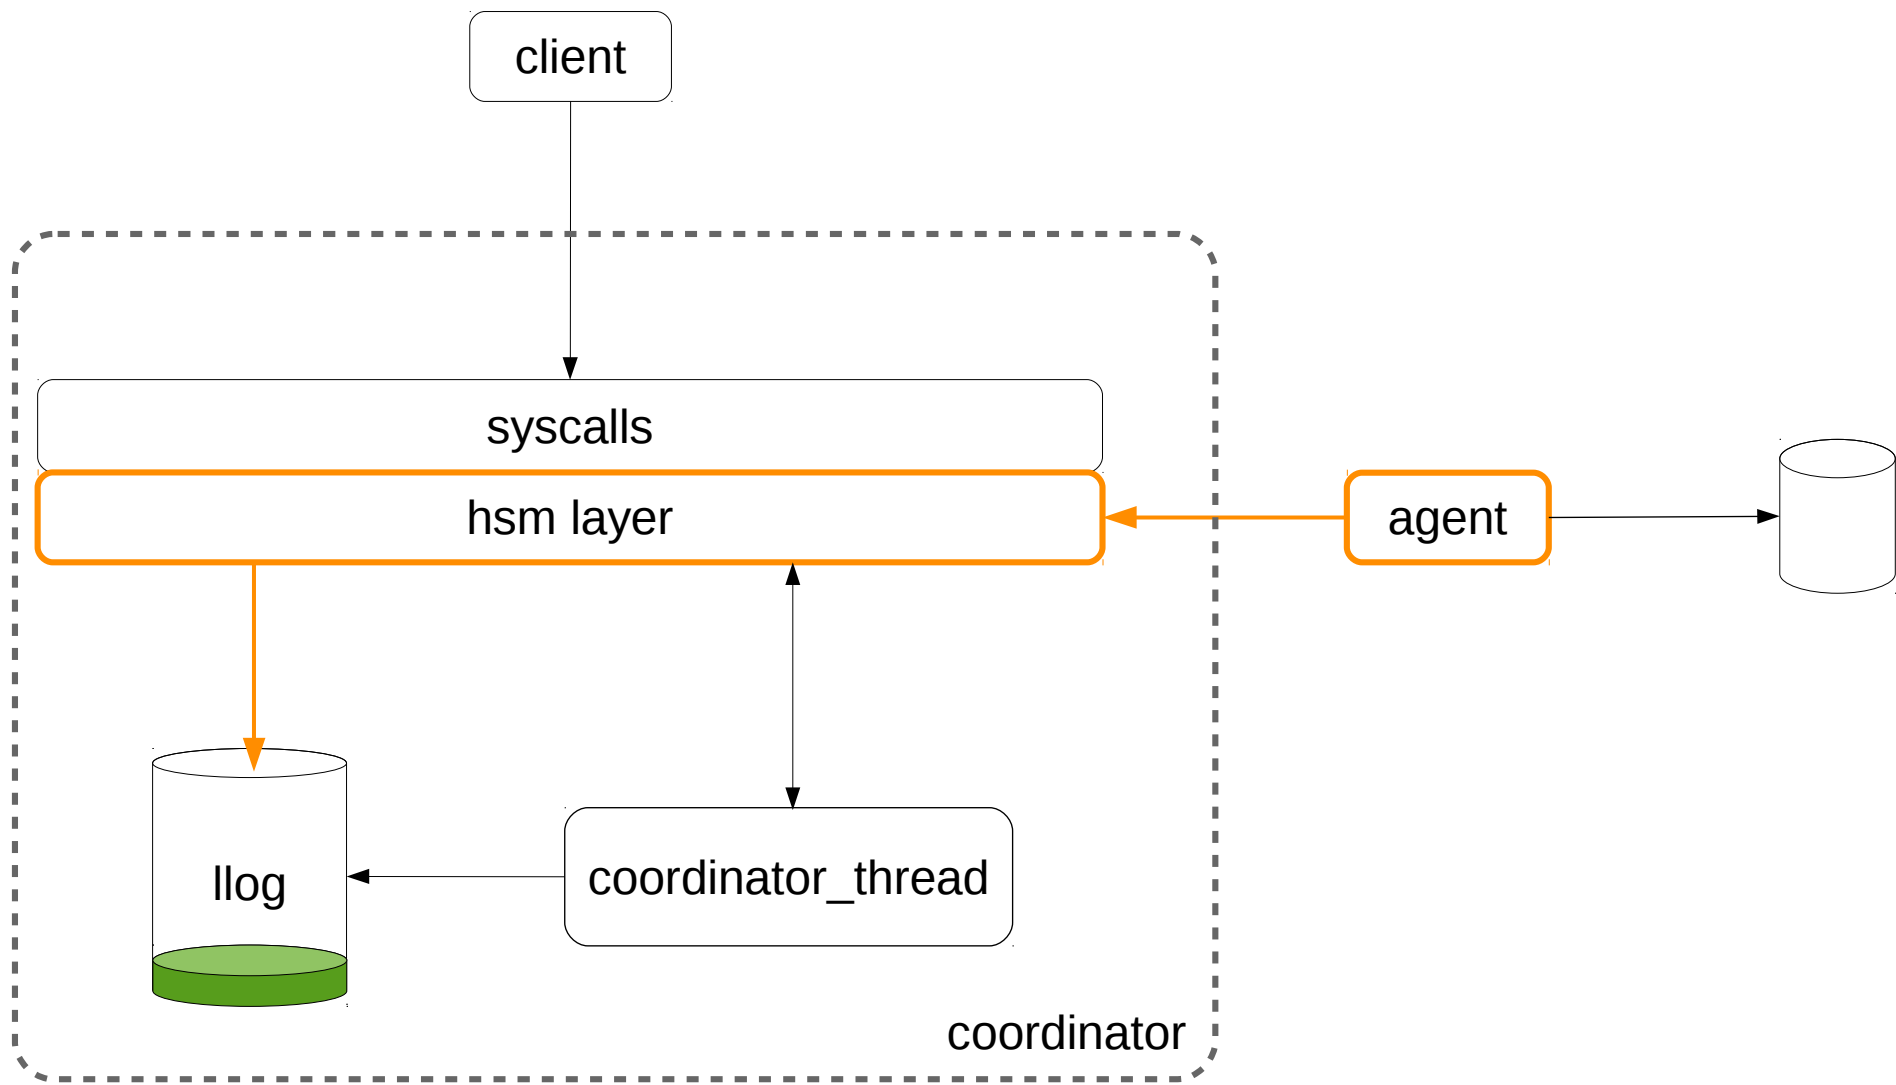 client
syscalls
hsm layer
agent
llog
coordinator_thread
coordinator